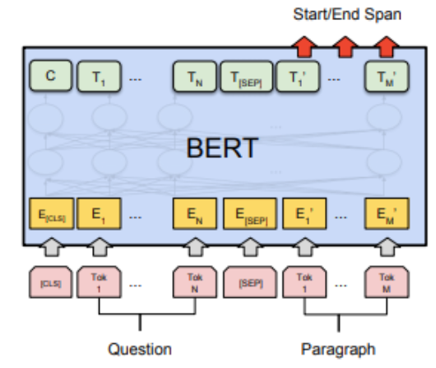 Start/End Span
C T1 ... TN T[SEP] T1' ... TM'
BERT
E[CLS] E1 ... EN E[SEP] E1' ... EM'
[CLS] Tok 1 ... Tok N [SEP] Tok 1 ... Tok M
Question Paragraph